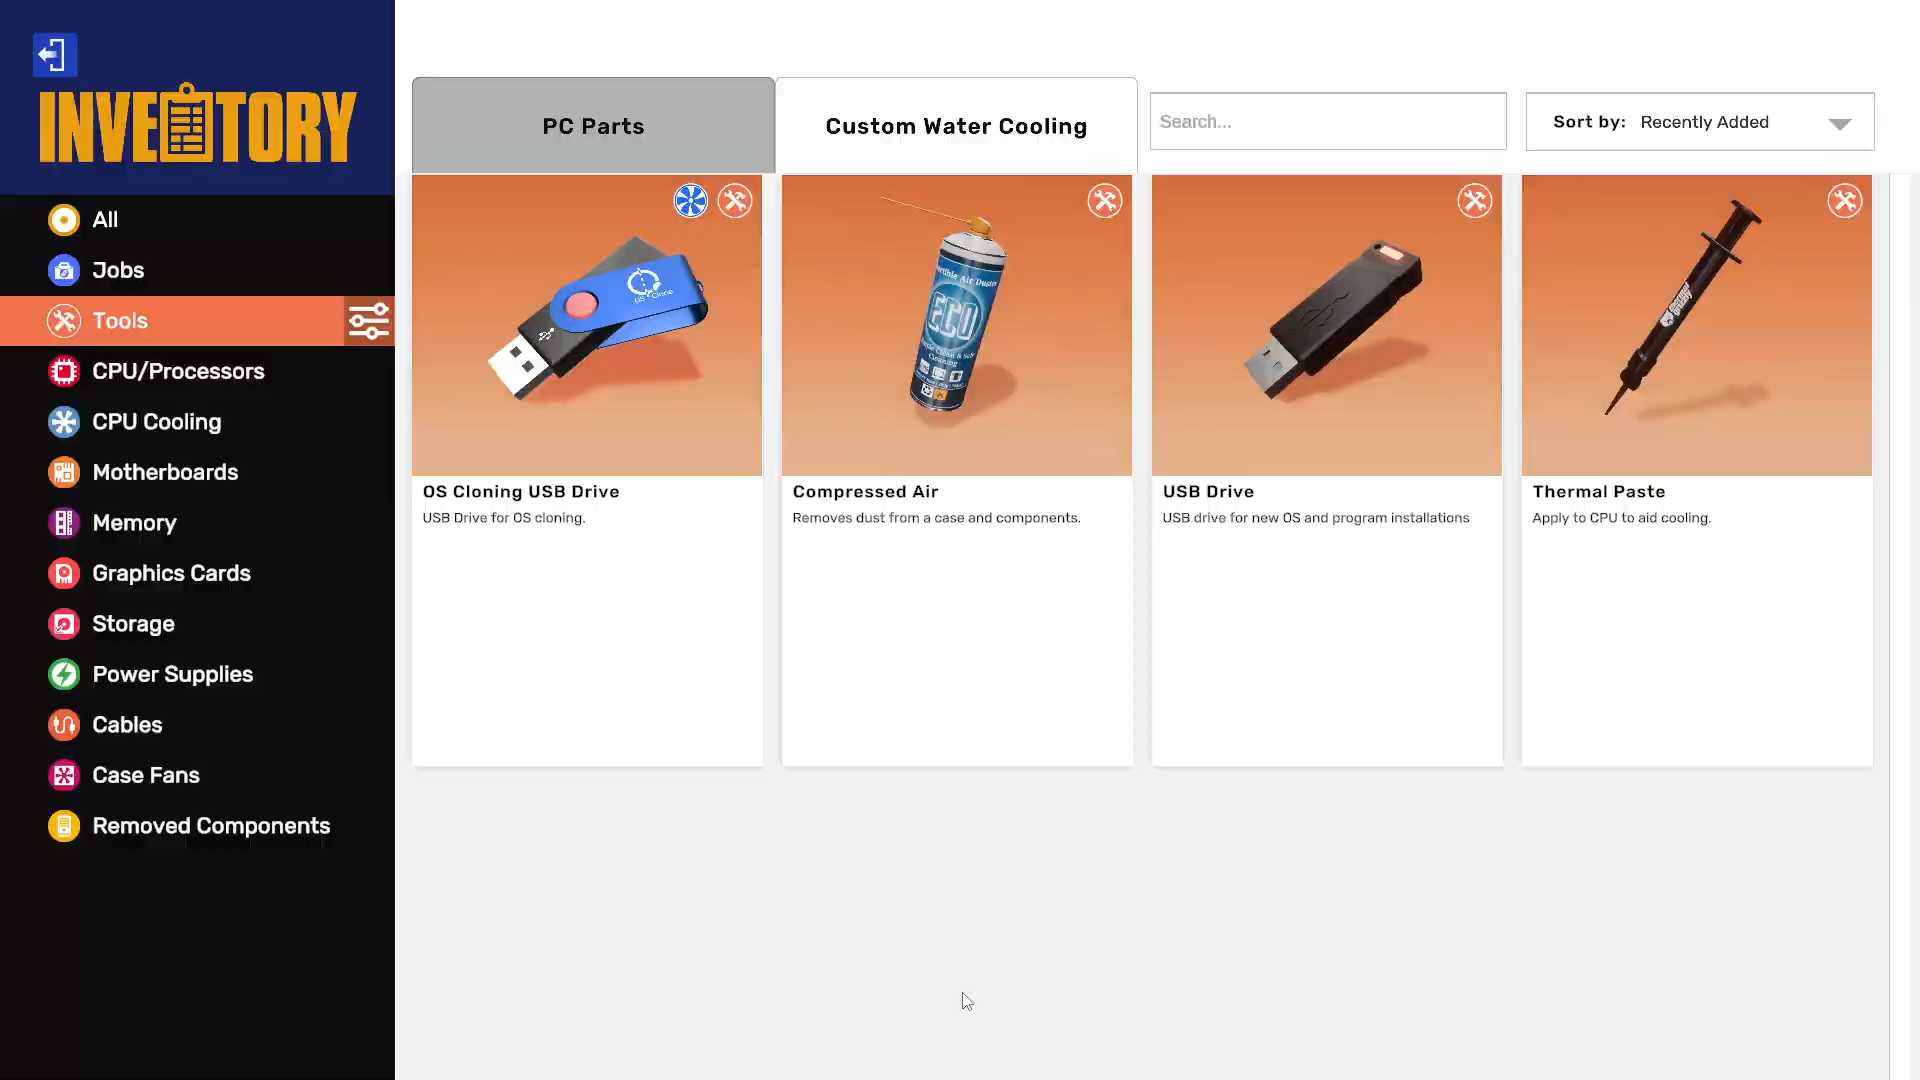 INVENTORY
All
Jobs
Tools
CPU/Processors
CPU Cooling
Motherboards
Memory
Graphics Cards
Storage
Power Supplies
Cables
Case Fans
Removed Components
PC Parts
Custom Water Cooling
Search...
Sort by: Recently Added
OS Cloning USB Drive
USB Drive for OS cloning.
ECO
Compressed Air
Removes dust from a case and components.
USB Drive
USB drive for new OS and program installations
Thermal Paste
Apply to CPU to aid cooling.